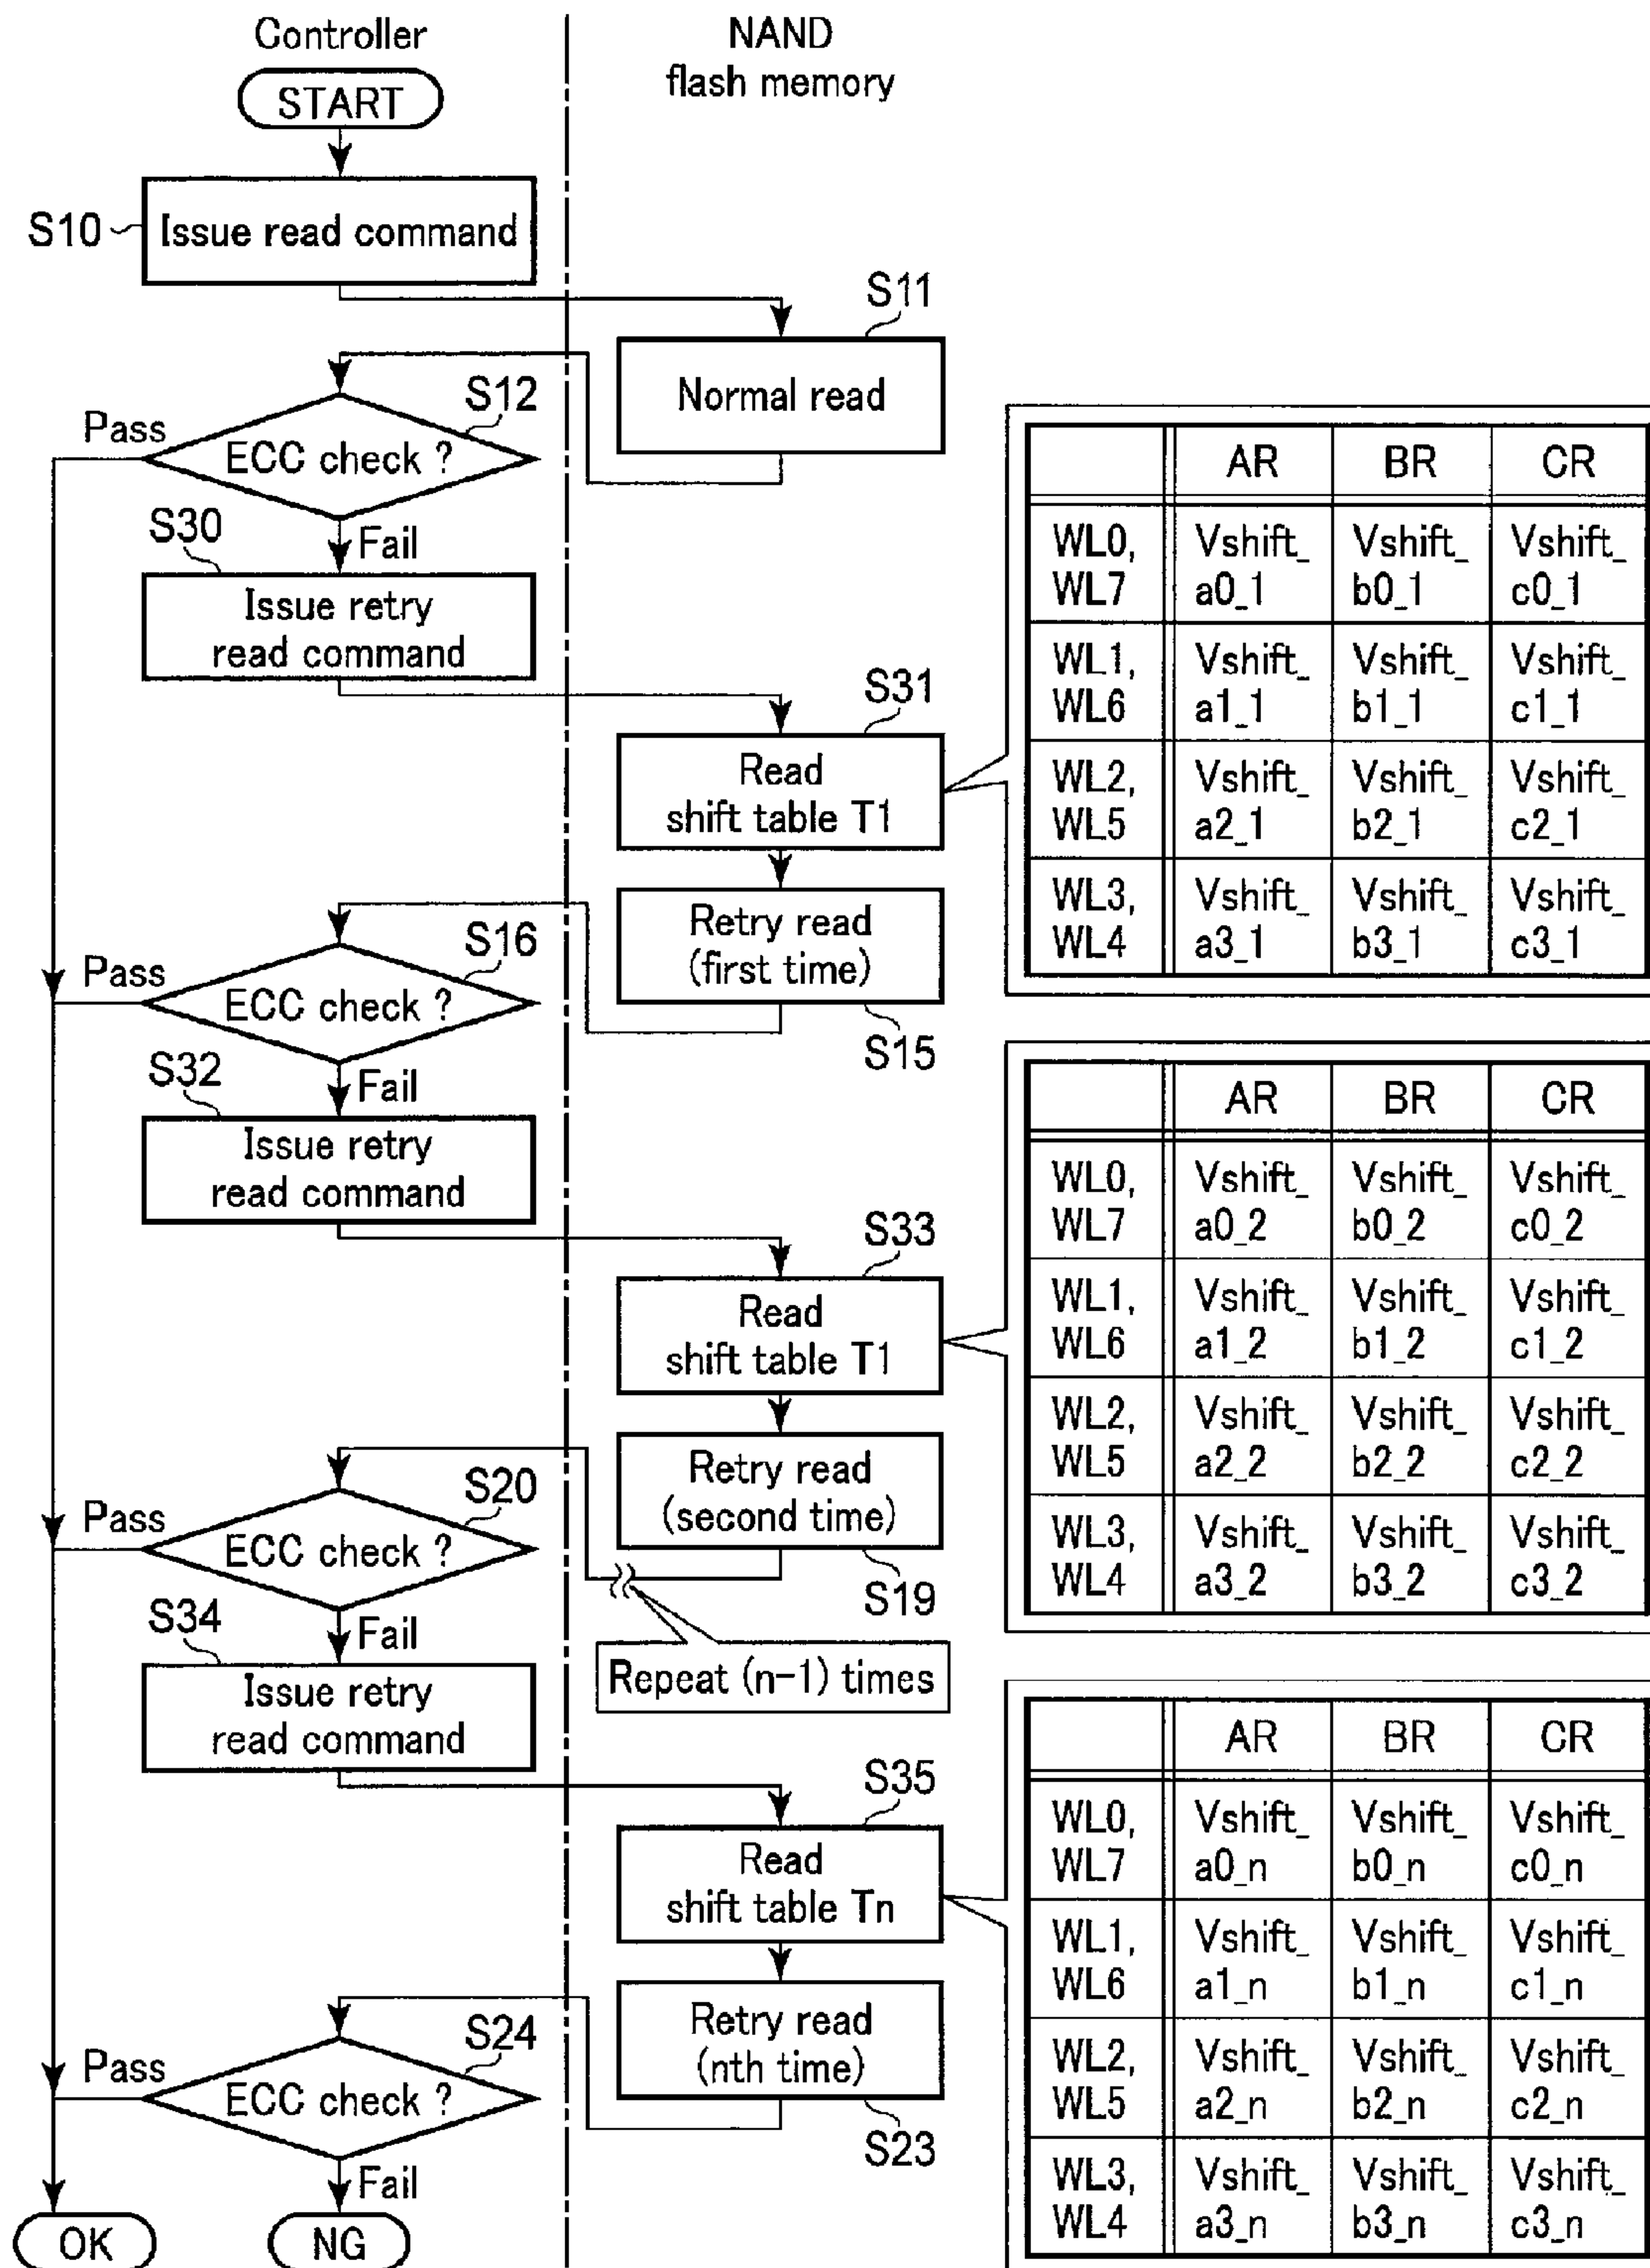 Controller
NAND
flash memory
START
S10
Issue read command
S11
Normal read
S12
Pass
ECC check ?
Fail
S30
Issue retry
read command
S31
Read
shift table T1
AR BR CR
WL0, Vshift_ Vshift_ Vshift_
WL7 a0_1 b0_1 c0_1
WL1, Vshift_ Vshift_ Vshift_
WL6 a1_1 b1_1 c1_1
WL2, Vshift_ Vshift_ Vshift_
WL5 a2_1 b2_1 c2_1
WL3, Vshift_ Vshift_ Vshift_
WL4 a3_1 b3_1 c3_1
Retry read
(first time)
S15
S16
Pass
ECC check ?
Fail
S32
Issue retry
read command
S33
Read
shift table T1
AR BR CR
WL0, Vshift_ Vshift_ Vshift_
WL7 a0_2 b0_2 c0_2
WL1, Vshift_ Vshift_ Vshift_
WL6 a1_2 b1_2 c1_2
WL2, Vshift_ Vshift_ Vshift_
WL5 a2_2 b2_2 c2_2
WL3, Vshift_ Vshift_ Vshift_
WL4 a3_2 b3_2 c3_2
Retry read
(second time)
S19
Repeat (n-1) times
S20
Pass
ECC check ?
Fail
S34
Issue retry
read command
S35
Read
shift table Tn
AR BR CR
WL0, Vshift_ Vshift_ Vshift_
WL7 a0_n b0_n c0_n
WL1, Vshift_ Vshift_ Vshift_
WL6 a1_n b1_n c1_n
WL2, Vshift_ Vshift_ Vshift_
WL5 a2_n b2_n c2_n
WL3, Vshift_ Vshift_ Vshift_
WL4 a3_n b3_n c3_n
Retry read
(nth time)
S23
S24
Pass
ECC check ?
Fail
OK
NG